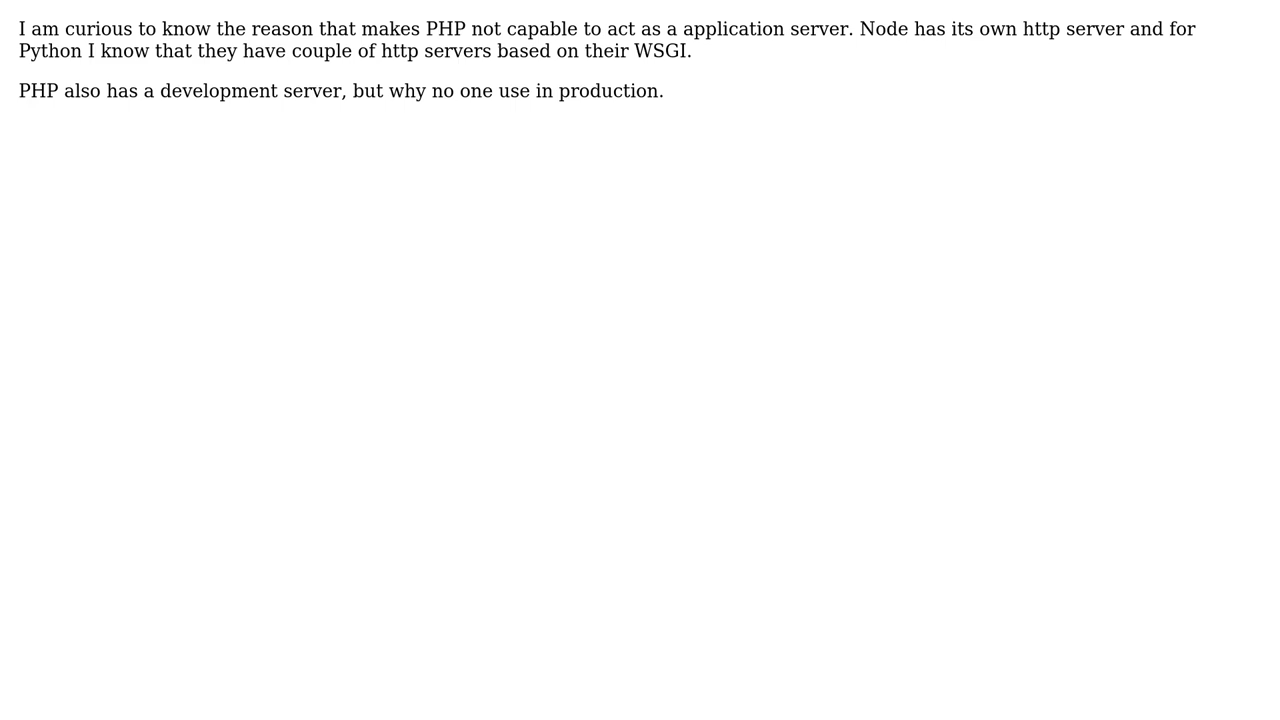 I am curious to know the reason that makes PHP not capable to act as a application server. Node has its own http server and for
Python I know that they have couple of http servers based on their WSGI.
PHP also has a development server, but why no one use in production.